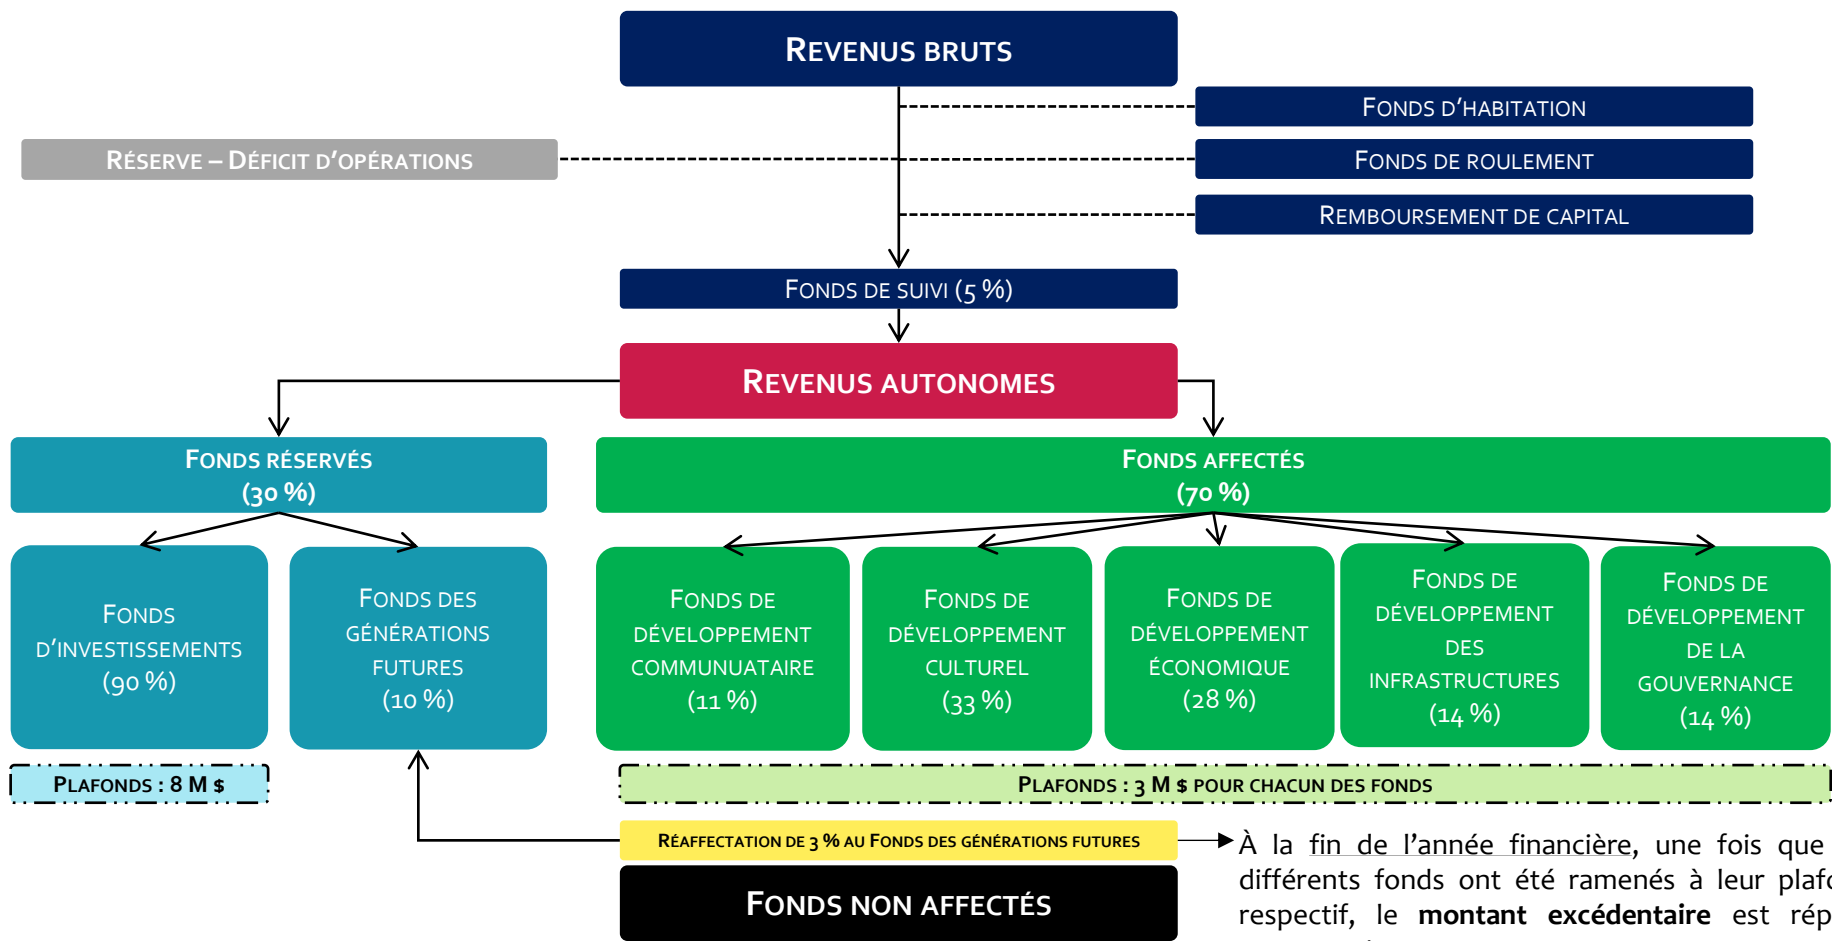 REVENUS BRUTS
FONDS D'HABITATION
RÉSERVE – DÉFICIT D'OPÉRATIONS
FONDS DE ROULEMENT
REMBOURSEMENT DE CAPITAL
FONDS DE SUIVI (5 %)
REVENUS AUTONOMES
FONDS RÉSERVÉS
(30 %)
FONDS AFFECTÉS
(70 %)
FONDS
D'INVESTISSEMENTS
(90 %)
FONDS DES
GÉNÉRATIONS
FUTURES
(10 %)
FONDS DE
DÉVELOPPEMENT
COMMUNUATAIRE
(11 %)
FONDS DE
DÉVELOPPEMENT
CULTUREL
(33 %)
FONDS DE
DÉVELOPPEMENT
ÉCONOMIQUE
(28 %)
FONDS DE
DÉVELOPPEMENT
DES
INFRASTRUCTURES
(14 %)
FONDS DE
DÉVELOPPEMENT
DE LA
GOUVERNANCE
(14 %)
PLAFONDS : 8 M $
PLAFONDS : 3 M $ POUR CHACUN DES FONDS
RÉAFFECTATION DE 3 % AU FONDS DES GÉNÉRATIONS FUTURES
FONDS NON AFFECTÉS
À la fin de l'année financière, une fois que
différents fonds ont été ramenés à leur plafo
respectif, le montant excédentaire est rép